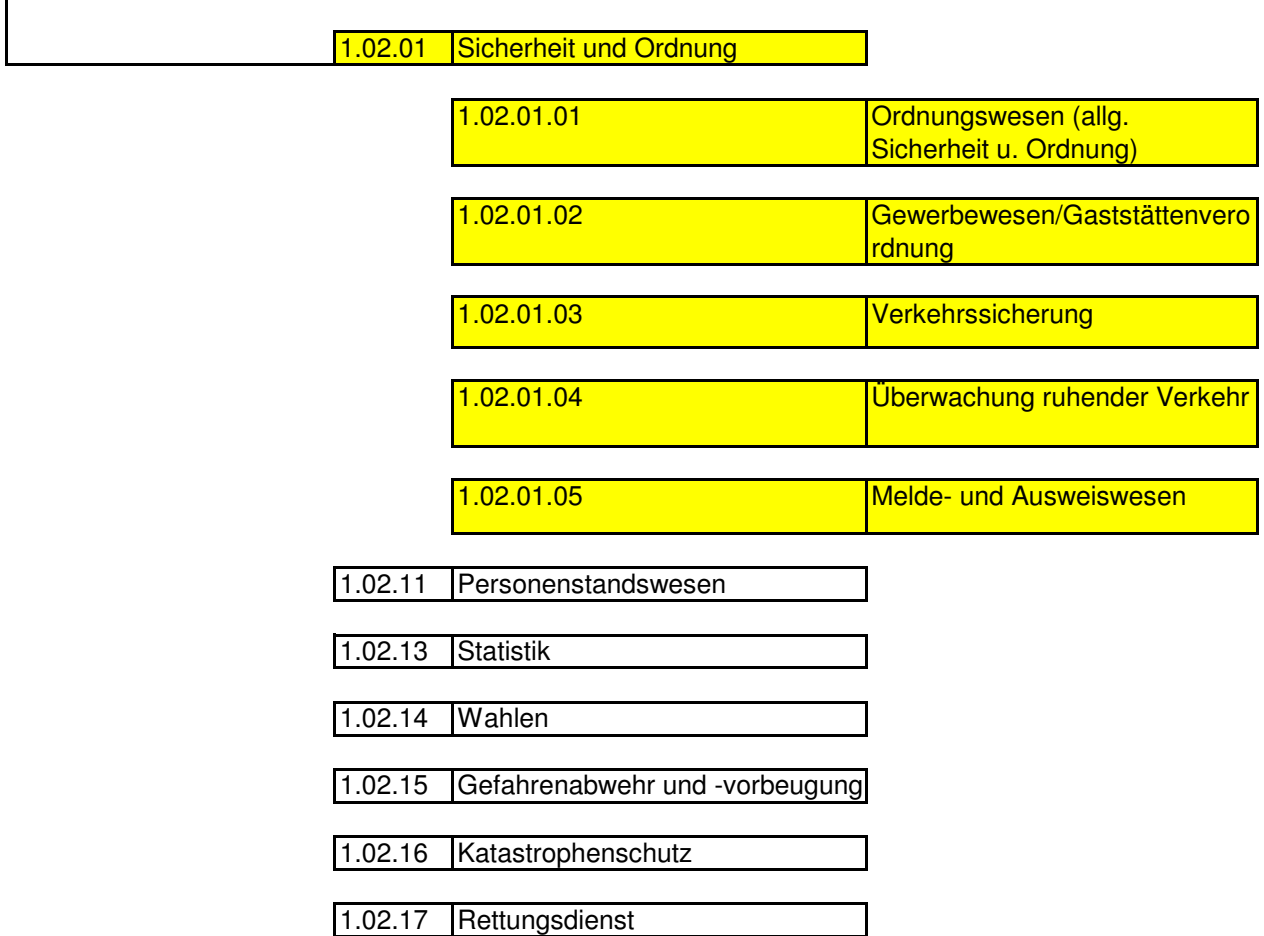 1.02.01 Sicherheit und Ordnung
1.02.01.01 Ordnungswesen (allg.
Sicherheit u. Ordnung)
1.02.01.02 Gewerbewesen/Gaststättenvero
rdnung
1.02.01.03 Verkehrssicherung
1.02.01.04 Überwachung ruhender Verkehr
1.02.01.05 Melde- und Ausweiswesen
1.02.11 Personenstandswesen
1.02.13 Statistik
1.02.14 Wahlen
1.02.15 Gefahrenabwehr und -vorbeugung
1.02.16 Katastrophenschutz
1.02.17 Rettungsdienst